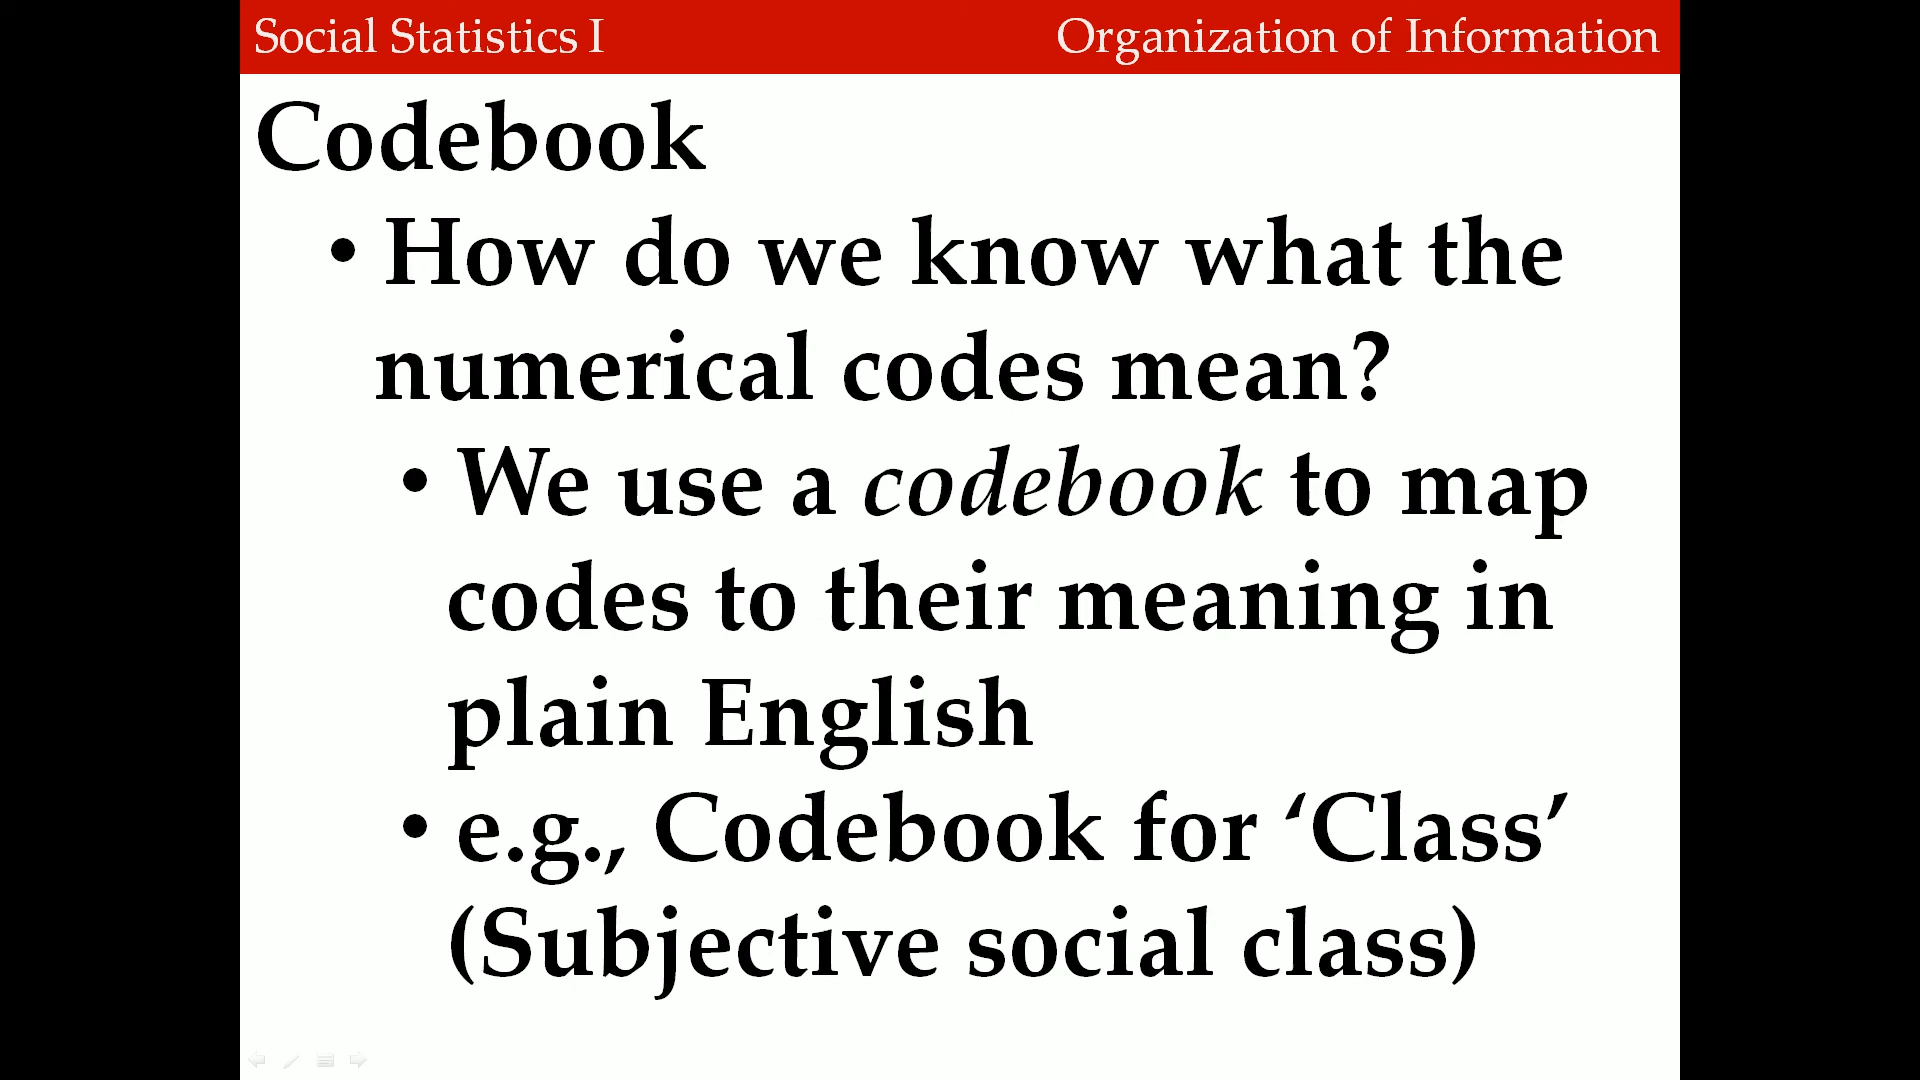 Social Statistics I
Organization of Information
Codebook
• How do we know what the
numerical codes mean?
• We use a codebook to map
codes to their meaning in
plain English
• e.g., Codebook for ‘Class’
(Subjective social class)